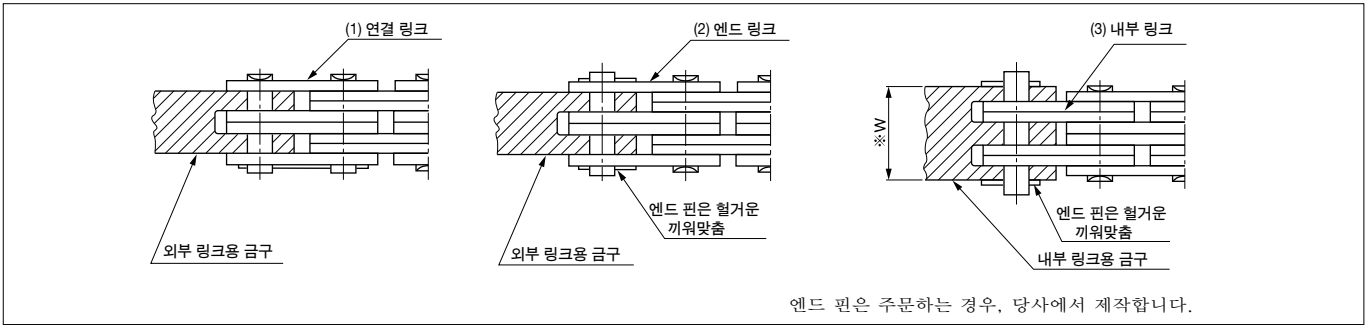 (1) 연결 링크
외부 링크용 금구
(2) 엔드 링크
엔드 핀은 헐거운
끼워맞춤
외부 링크용 금구
(3) 내부 링크
※W
엔드 핀은 헐거운
끼워맞춤
내부 링크용 금구
엔드 핀은 주문하는 경우, 당사에서 제작합니다.